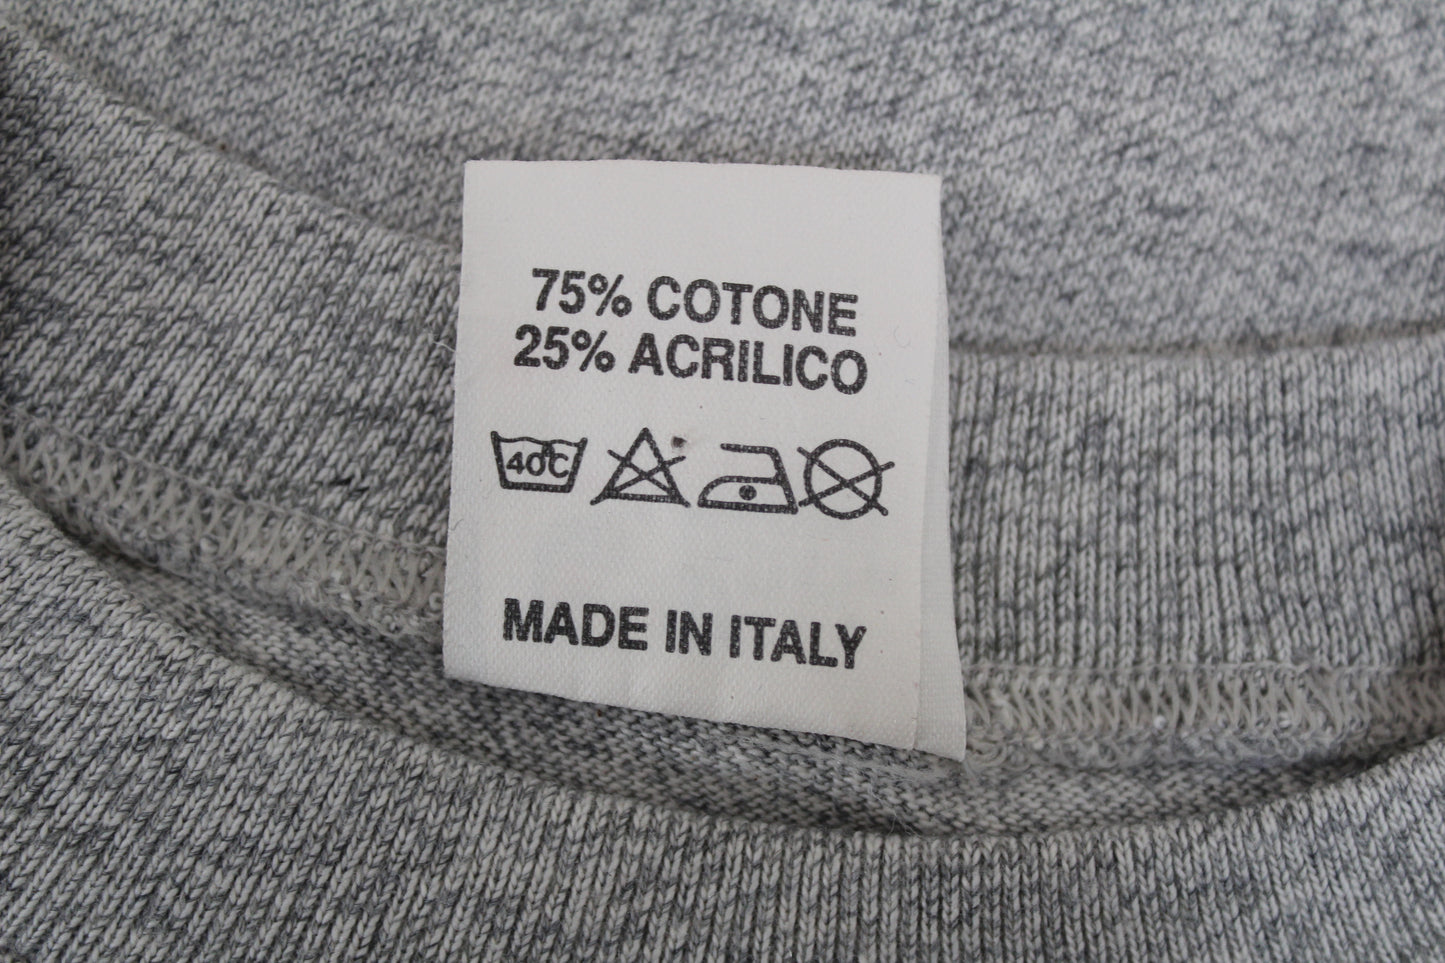 75% COTONE
25% ACRILICO
40C
MADE IN ITALY